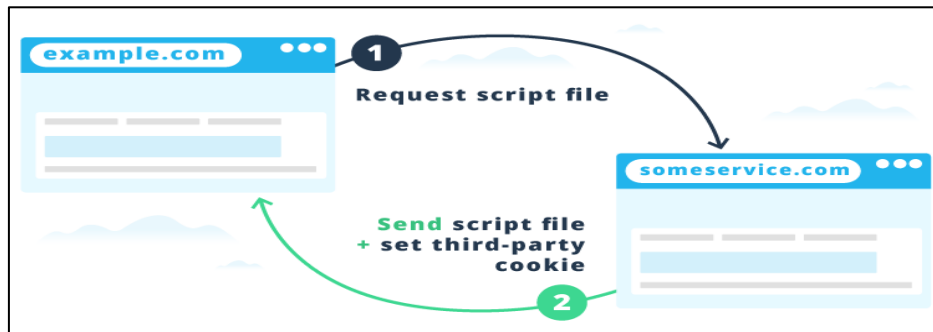 example.com
1
Request script file
someservice.com
Send script file
+ set third-party
cookie
2